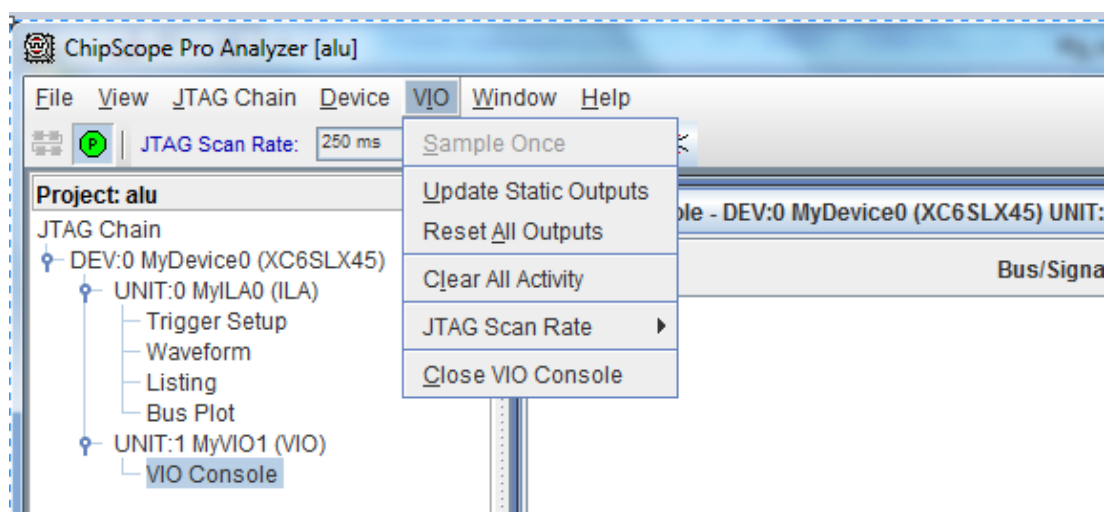 ChipScope Pro Analyzer [alu]
File View JTAG Chain Device VIO Window Help
P JTAG Scan Rate: 250 ms
Sample Once
Update Static Outputs
Reset All Outputs
Clear All Activity
JTAG Scan Rate
Close VIO Console
Project: alu
JTAG Chain
DEV:0 MyDevice0 (XC6SLX45)
UNIT:0 MyILA0 (ILA)
Trigger Setup
Waveform
Listing
Bus Plot
UNIT:1 MyVIO1 (VIO)
VIO Console
ole - DEV:0 MyDevice0 (XC6SLX45) UNIT:
Bus/Signa